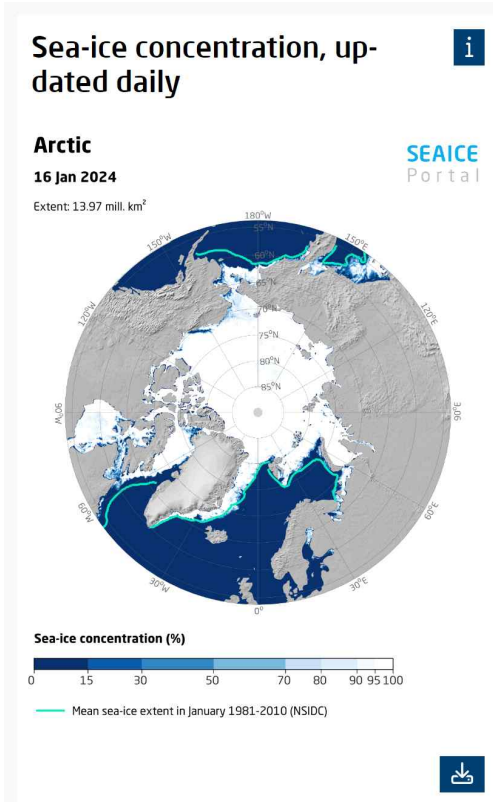 Sea-ice concentration, up-
dated daily
i
Arctic
SEAICE
Portal
16 Jan 2024
Extent: 13.97 mill. km²
180°W
55°N
150°W
150°E
60°N
65°N
120°W
120°E
70°N
75°N
80°N
85°N
90°W
90°E
60°W
60°E
30°W
30°E
0°
Sea-ice concentration (%)
0 15 30 50 70 80 90 95 100
Mean sea-ice extent in January 1981-2010 (NSIDC)